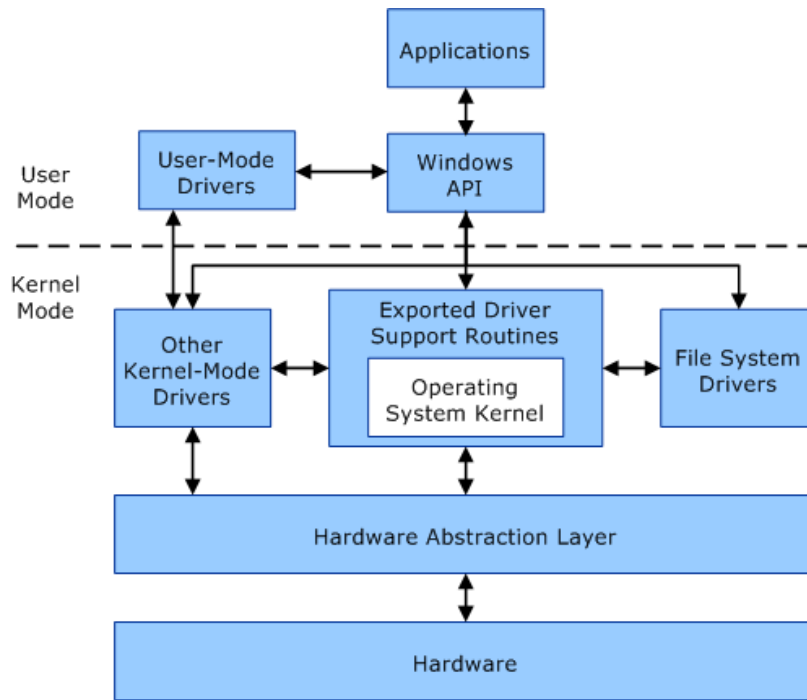 Applications
User-Mode
Drivers
Windows
API
User
Mode
Kernel
Mode
Other
Kernel-Mode
Drivers
Exported Driver
Support Routines
Operating
System Kernel
File System
Drivers
Hardware Abstraction Layer
Hardware